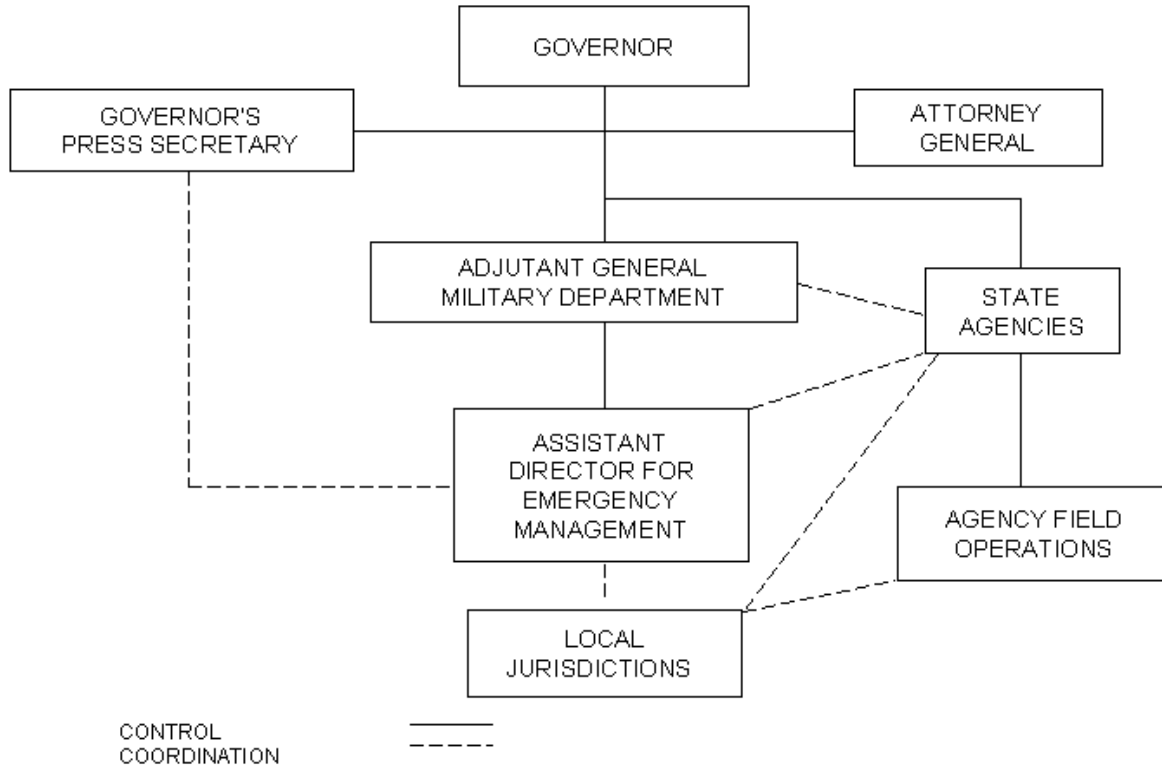 GOVERNOR
GOVERNOR'S
PRESS SECRETARY
ATTORNEY
GENERAL
ADJUTANT GENERAL
MILITARY DEPARTMENT
STATE
AGENCIES
ASSISTANT
DIRECTOR FOR
EMERGENCY
MANAGEMENT
AGENCY FIELD
OPERATIONS
LOCAL
JURISDICTIONS
CONTROL
COORDINATION